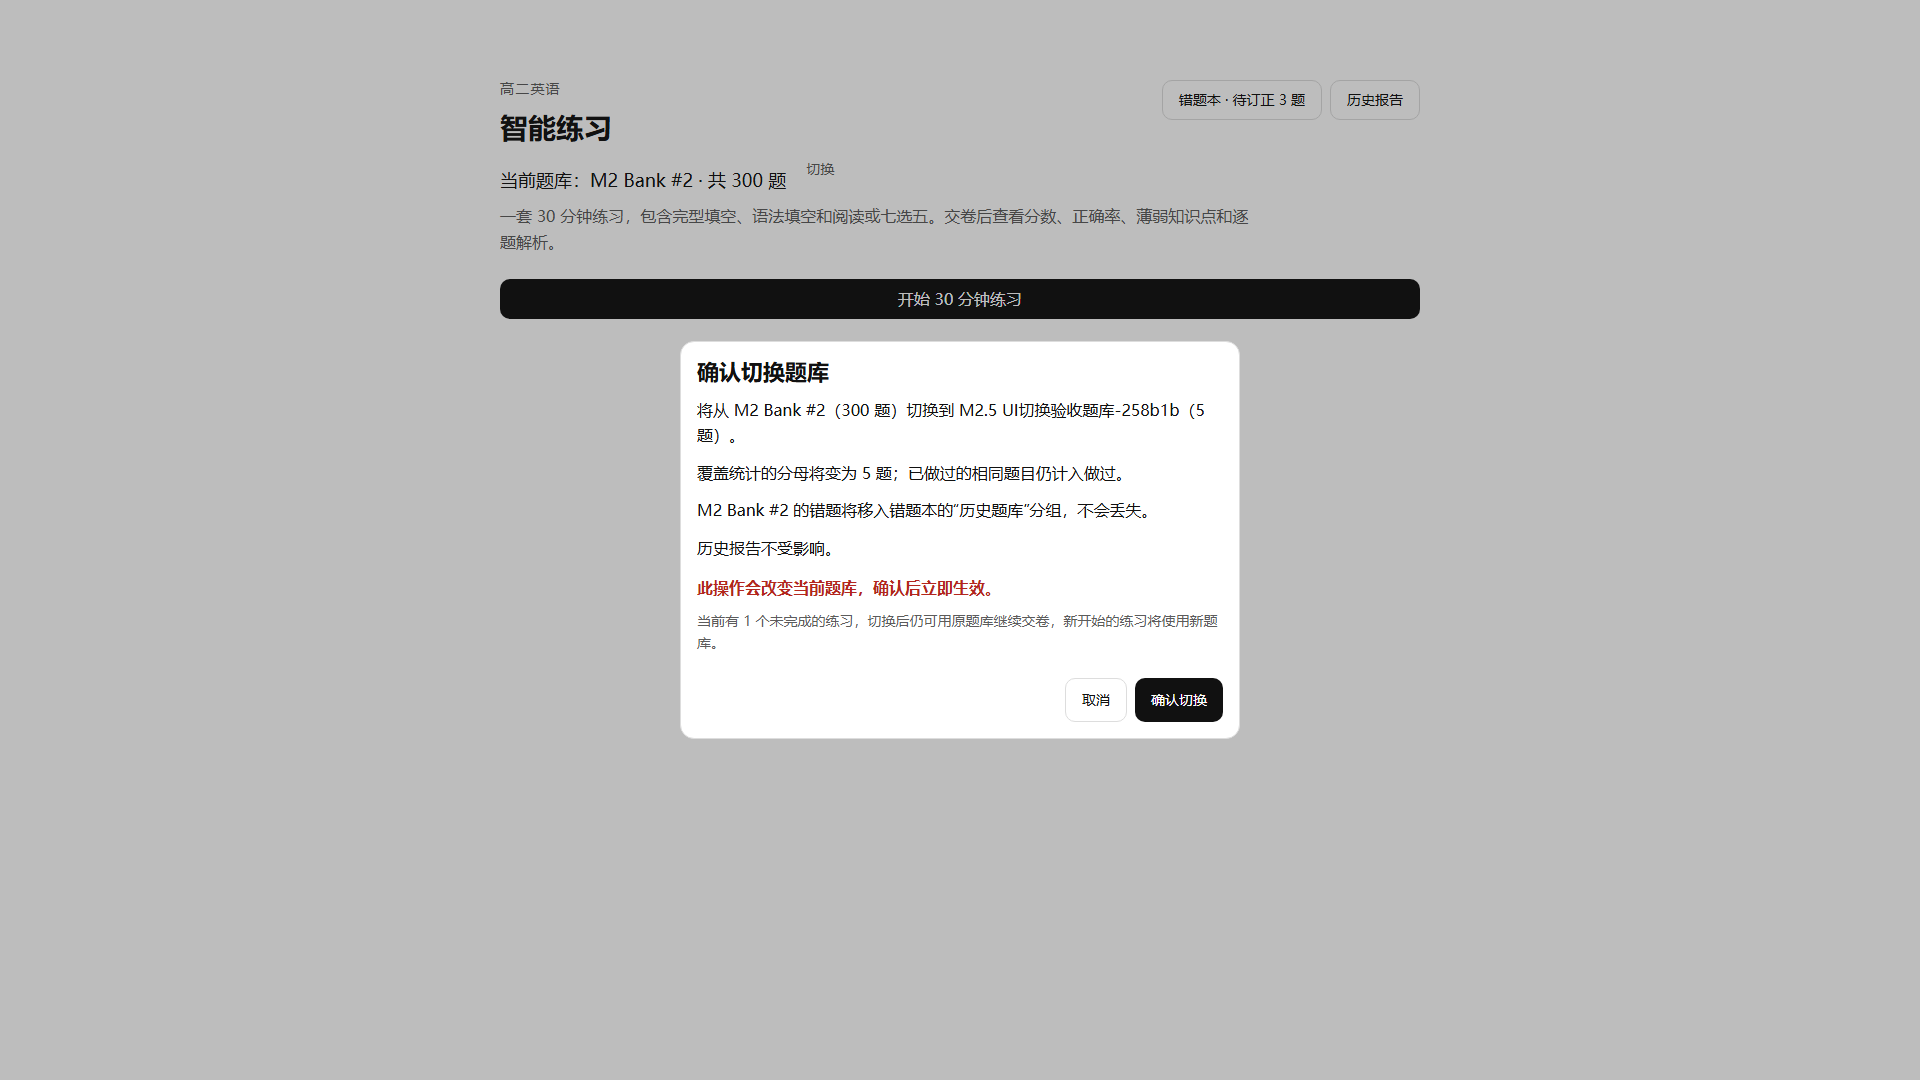 高二英语
错题本 · 待订正 3 题
历史报告
智能练习
当前题库：M2 Bank #2 · 共 300 题
切换
一套 30 分钟练习，包含完型填空、语法填空和阅读或七选五。交卷后查看分数、正确率、薄弱知识点和逐
题解析。
开始 30 分钟练习
确认切换题库
将从 M2 Bank #2（300 题）切换到 M2.5 UI切换验收题库-258b1b（5
题）。
覆盖统计的分母将变为 5 题；已做过的相同题目仍计入做过。
M2 Bank #2 的错题将移入错题本的“历史题库”分组，不会丢失。
历史报告不受影响。
此操作会改变当前题库，确认后立即生效。
当前有 1 个未完成的练习，切换后仍可用原题库继续交卷，新开始的练习将使用新题
库。
取消
确认切换